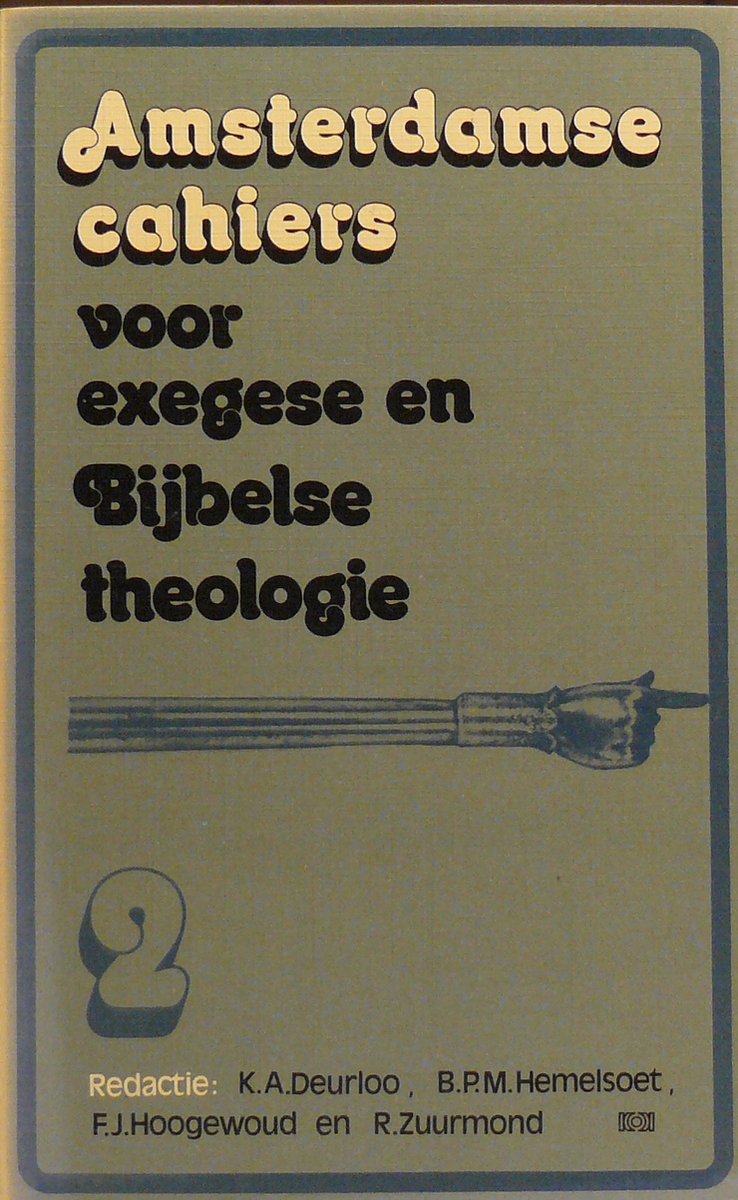 Amsterdamse
cahiers
voor
exegese en
Bijbelse
theologie
2
Redactie: K.A.Deurloo, B.P.M.Hemelsoet,
F.J.Hoogewoud en R.Zuurmond